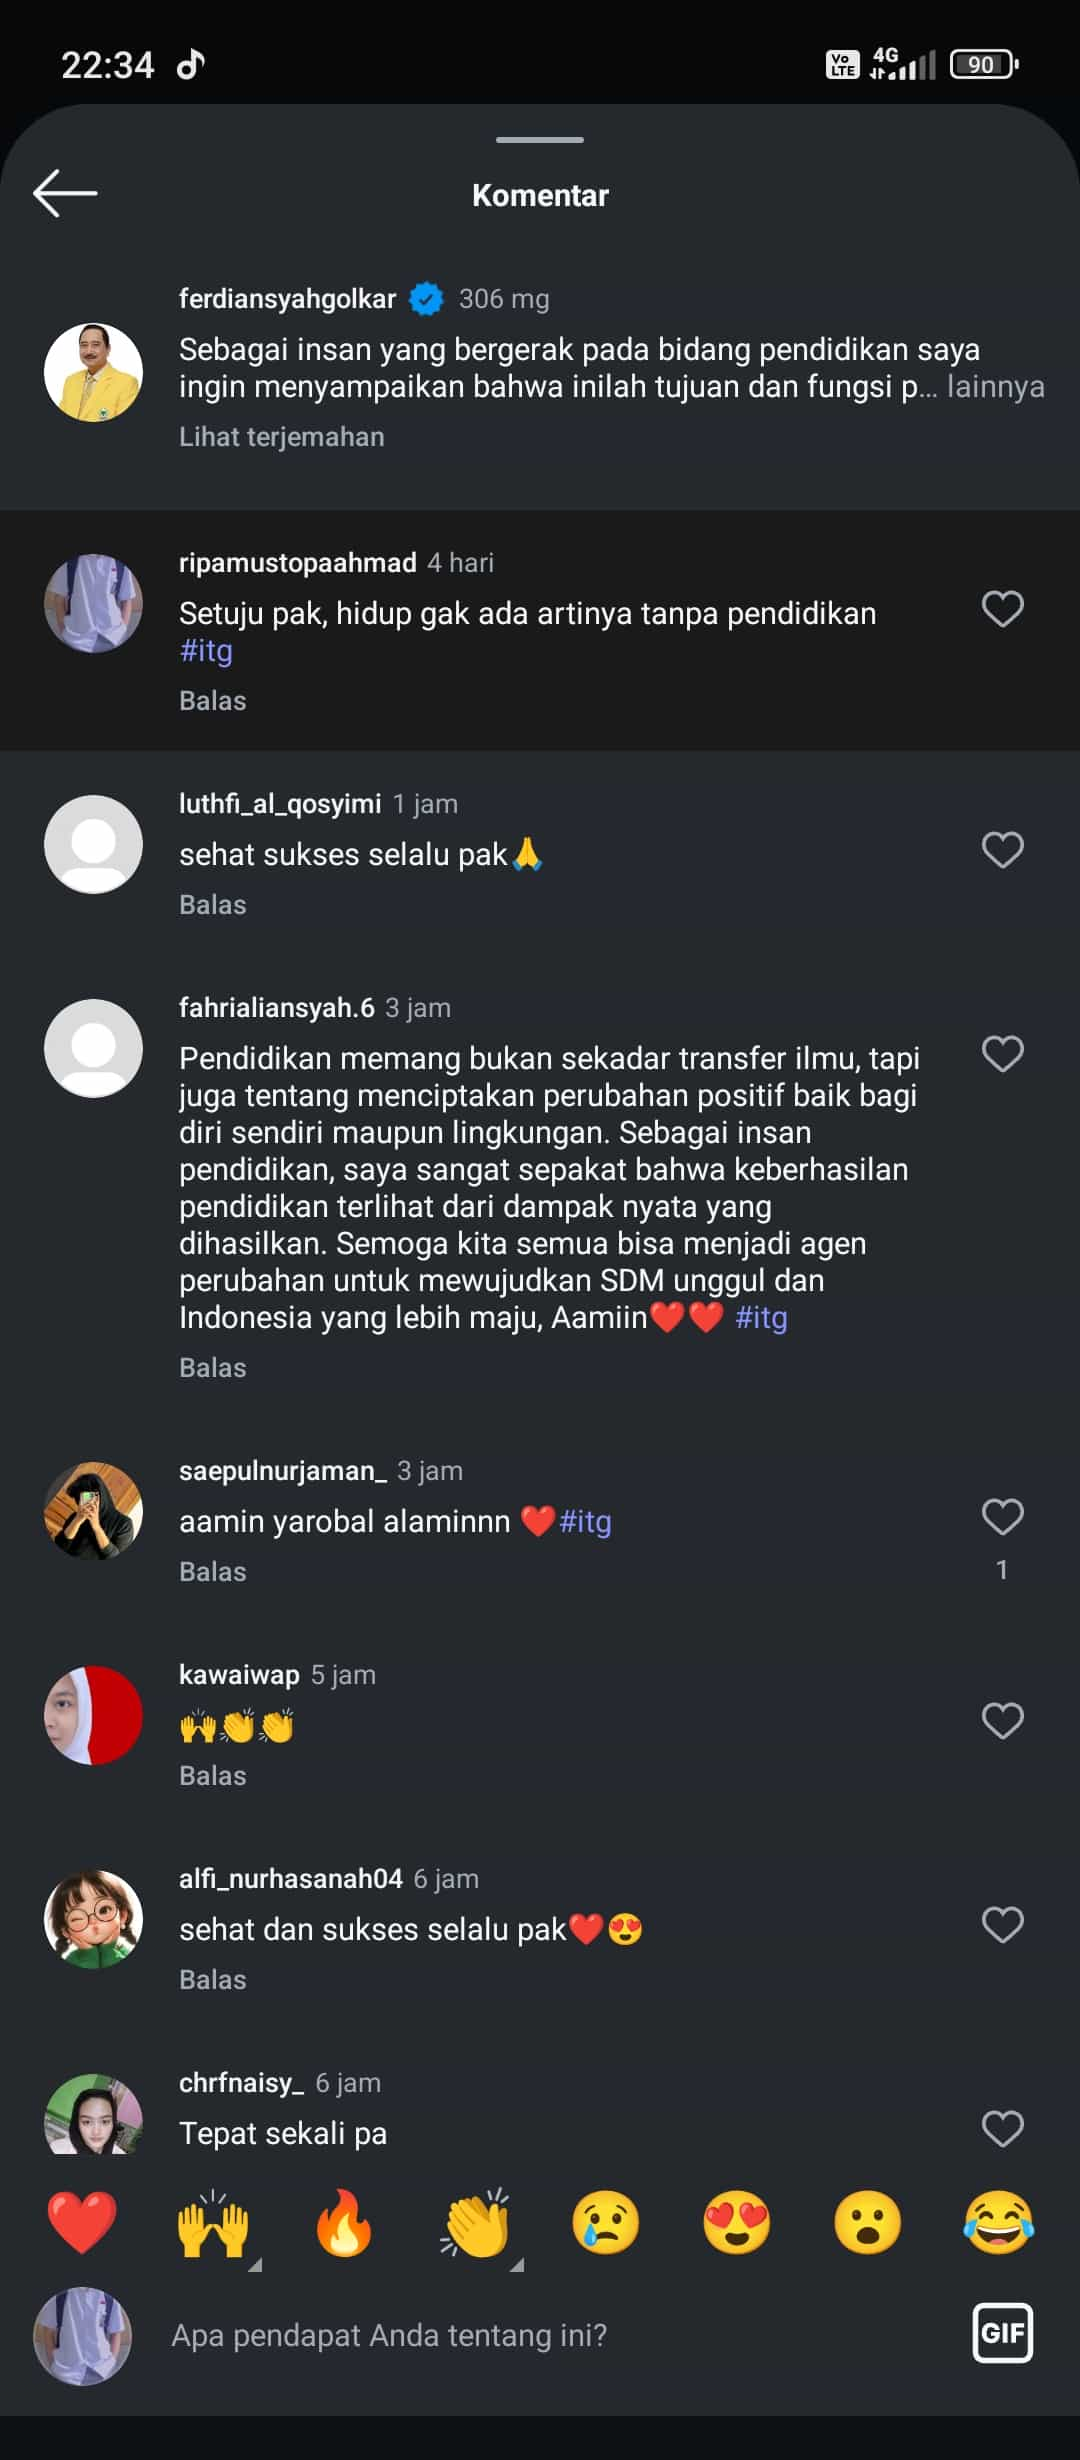 22:34
Vo LTE 4G 90
Komentar
ferdiansyahgolkar 306 mg
Sebagai insan yang bergerak pada bidang pendidikan saya
ingin menyampaikan bahwa inilah tujuan dan fungsi p... lainnya
Lihat terjemahan
ripamustopaahmad 4 hari
Setuju pak, hidup gak ada artinya tanpa pendidikan
#itg
Balas
luthfi_al_qosyimi 1 jam
sehat sukses selalu pak🙏
Balas
fahrialiansyah.6 3 jam
Pendidikan memang bukan sekadar transfer ilmu, tapi
juga tentang menciptakan perubahan positif baik bagi
diri sendiri maupun lingkungan. Sebagai insan
pendidikan, saya sangat sepakat bahwa keberhasilan
pendidikan terlihat dari dampak nyata yang
dihasilkan. Semoga kita semua bisa menjadi agen
perubahan untuk mewujudkan SDM unggul dan
Indonesia yang lebih maju, Aamiin❤️❤️ #itg
Balas
saepulnurjaman_ 3 jam
aamin yarobal alaminnn ❤️#itg
Balas
1
kawaiwap 5 jam
🙌👏👏
Balas
alfi_nurhasanah04 6 jam
sehat dan sukses selalu pak❤️😍
Balas
chrfnaisy_ 6 jam
Tepat sekali pa
❤️🙌🔥👏😢😍😮😂
Apa pendapat Anda tentang ini?
GIF